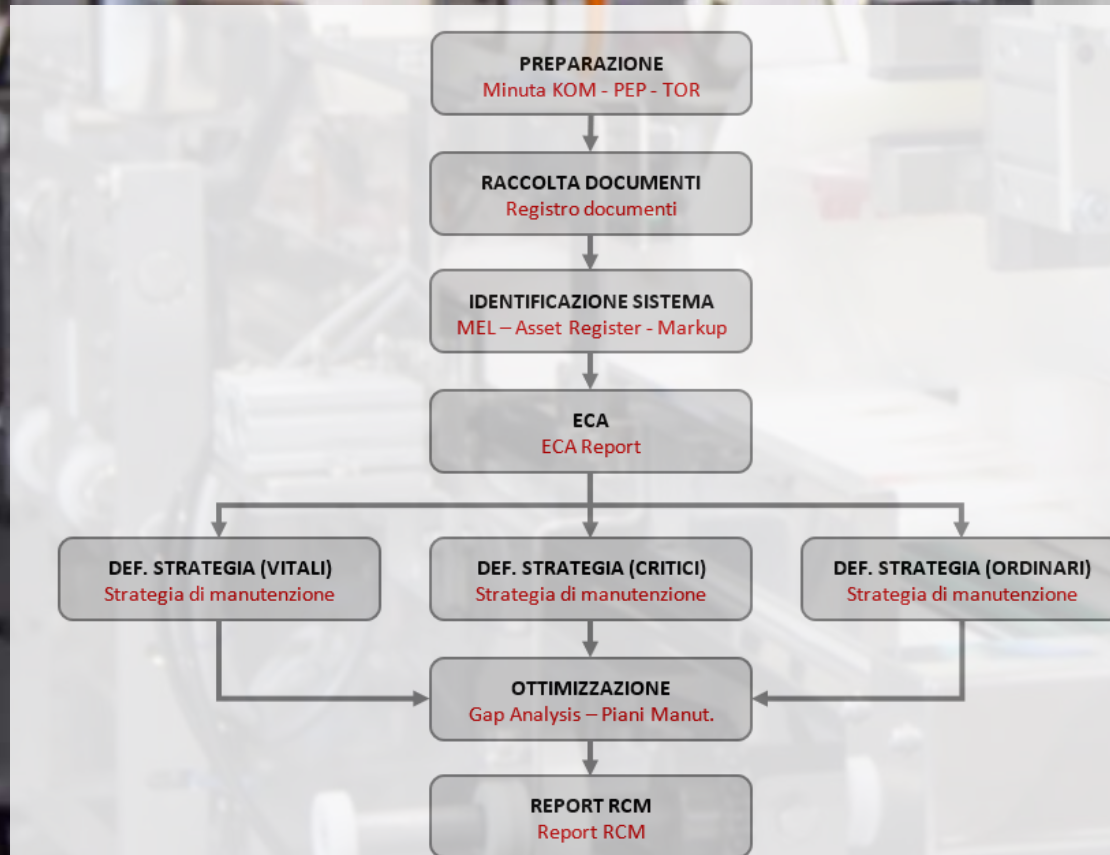 PREPARAZIONE
Minuta KOM - PEP - TOR
RACCOLTA DOCUMENTI
Registro documenti
IDENTIFICAZIONE SISTEMA
MEL – Asset Register - Markup
ECA
ECA Report
DEF. STRATEGIA (VITALI)
Strategia di manutenzione
DEF. STRATEGIA (CRITICI)
Strategia di manutenzione
DEF. STRATEGIA (ORDINARI)
Strategia di manutenzione
OTTIMIZZAZIONE
Gap Analysis – Piani Manut.
REPORT RCM
Report RCM